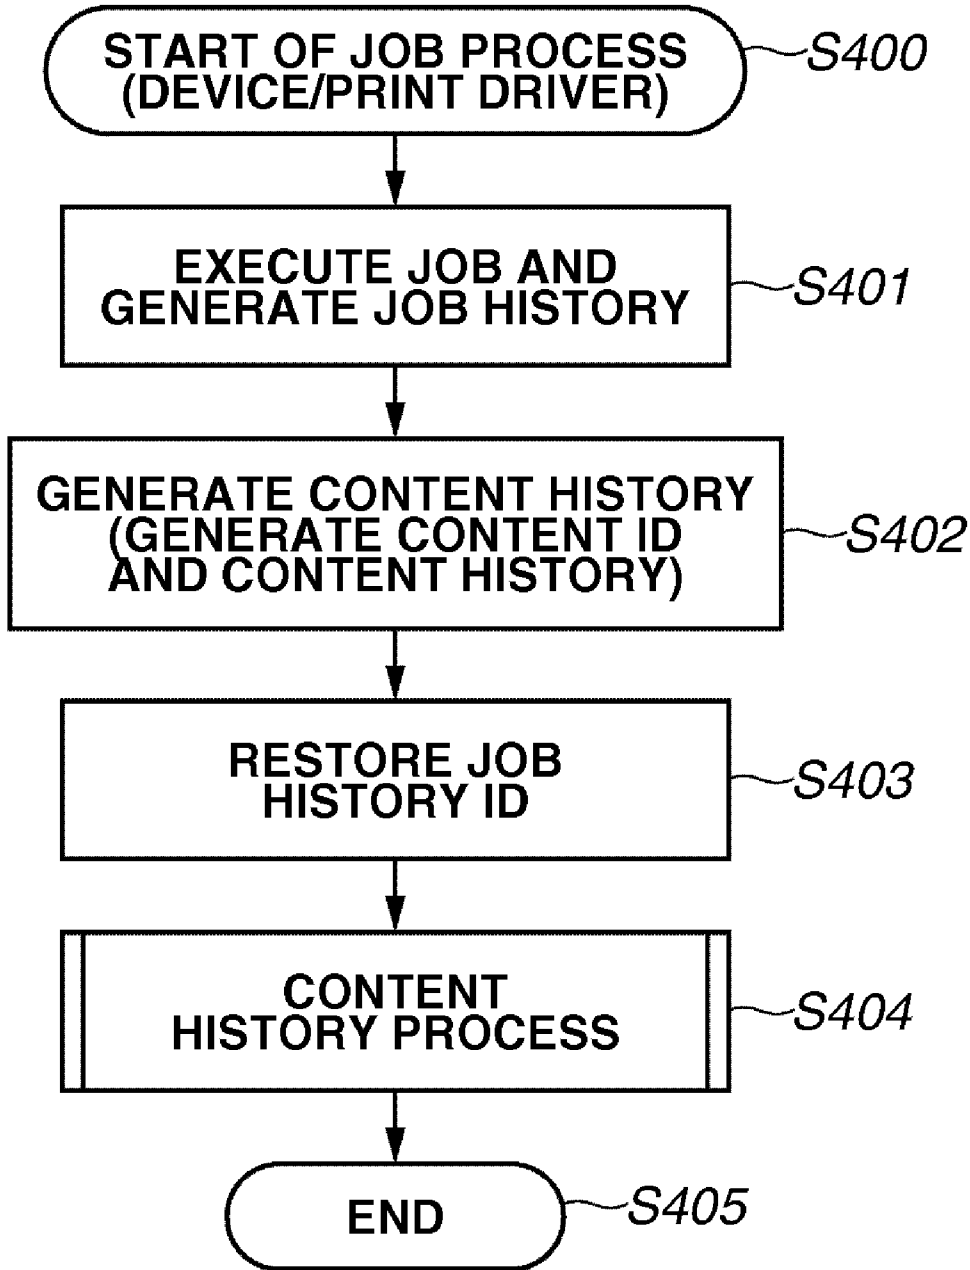 START OF JOB PROCESS
(DEVICE/PRINT DRIVER)
S400
EXECUTE JOB AND
GENERATE JOB HISTORY
S401
GENERATE CONTENT HISTORY
(GENERATE CONTENT ID
AND CONTENT HISTORY)
S402
RESTORE JOB
HISTORY ID
S403
CONTENT
HISTORY PROCESS
S404
END
S405